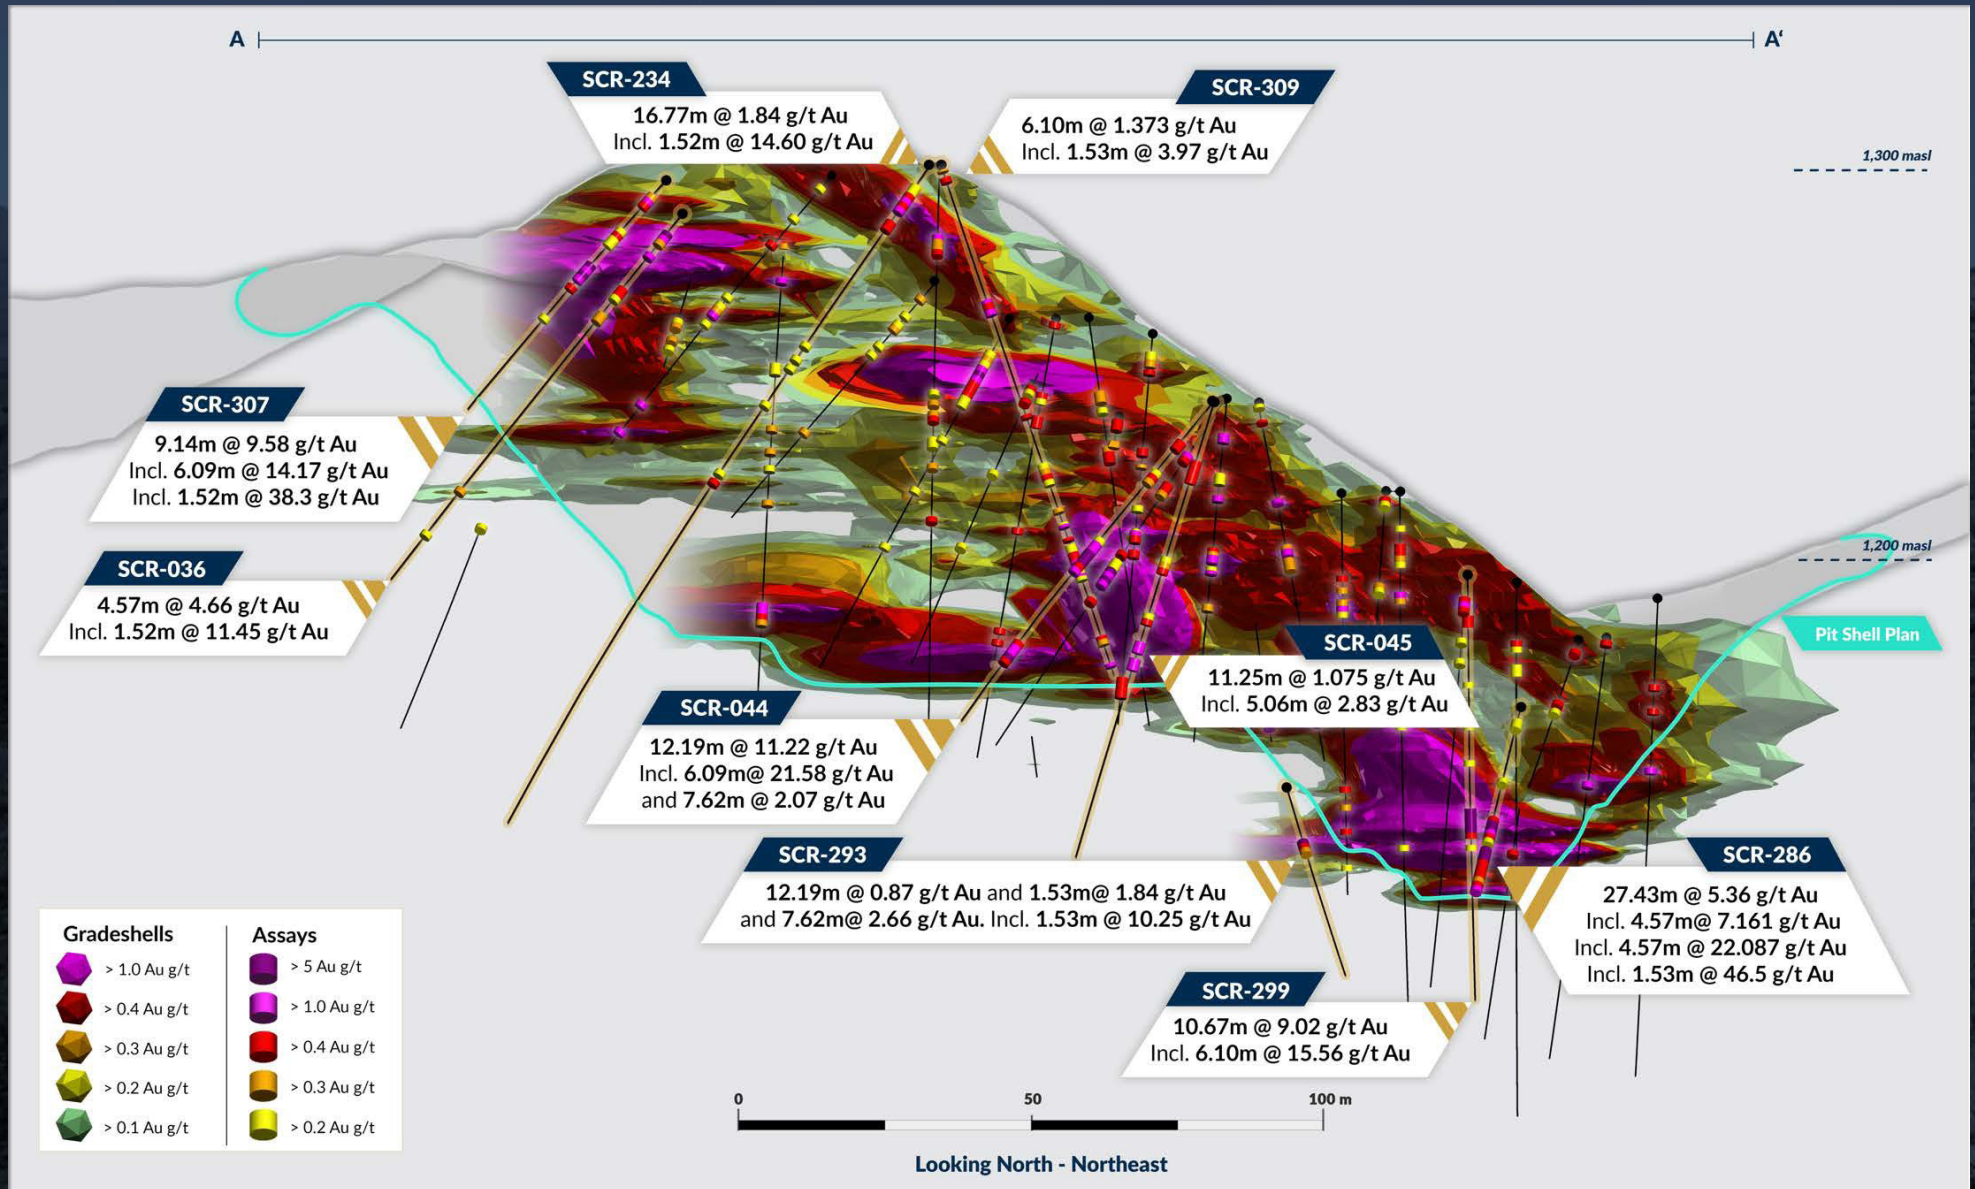 A
A'
SCR-234
16.77m @ 1.84 g/t Au
Incl. 1.52m @ 14.60 g/t Au
SCR-309
6.10m @ 1.373 g/t Au
Incl. 1.53m @ 3.97 g/t Au
1,300 masl
SCR-307
9.14m @ 9.58 g/t Au
Incl. 6.09m @ 14.17 g/t Au
Incl. 1.52m @ 38.3 g/t Au
1,200 masl
SCR-036
4.57m @ 4.66 g/t Au
Incl. 1.52m @ 11.45 g/t Au
Pit Shell Plan
SCR-045
11.25m @ 1.075 g/t Au
Incl. 5.06m @ 2.83 g/t Au
SCR-044
12.19m @ 11.22 g/t Au
Incl. 6.09m@ 21.58 g/t Au
and 7.62m @ 2.07 g/t Au
SCR-293
12.19m @ 0.87 g/t Au and 1.53m@ 1.84 g/t Au
and 7.62m@ 2.66 g/t Au. Incl. 1.53m @ 10.25 g/t Au
SCR-286
27.43m @ 5.36 g/t Au
Incl. 4.57m@ 7.161 g/t Au
Incl. 4.57m @ 22.087 g/t Au
Incl. 1.53m @ 46.5 g/t Au
SCR-299
10.67m @ 9.02 g/t Au
Incl. 6.10m @ 15.56 g/t Au
Gradeshells
> 1.0 Au g/t
> 0.4 Au g/t
> 0.3 Au g/t
> 0.2 Au g/t
> 0.1 Au g/t
Assays
> 5 Au g/t
> 1.0 Au g/t
> 0.4 Au g/t
> 0.3 Au g/t
> 0.2 Au g/t
0
50
100 m
Looking North - Northeast